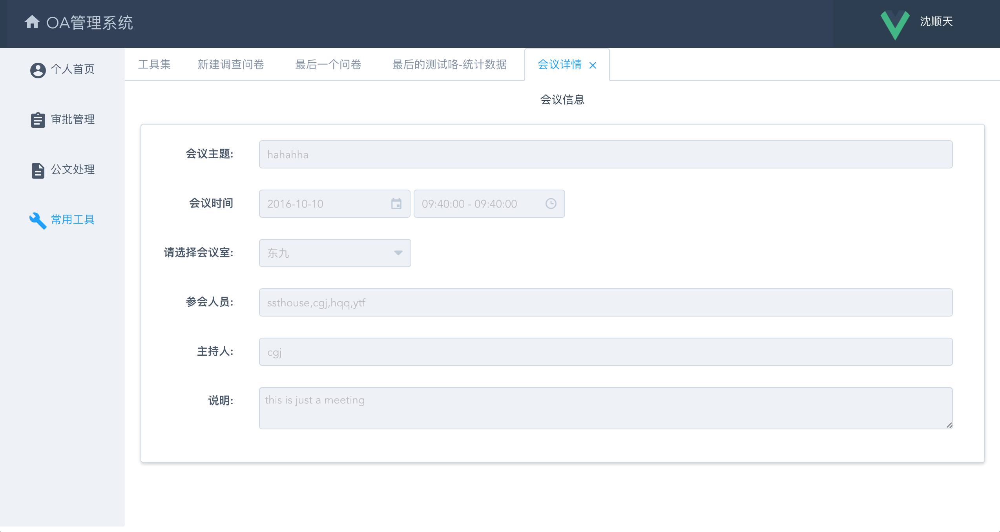 OA管理系统
沈顺天
个人首页
审批管理
公文处理
常用工具
工具集 新建调查问卷 最后一个问卷 最后的测试咯-统计数据 会议详情
会议信息
会议主题: hahahha
会议时间 2016-10-10 09:40:00 - 09:40:00
请选择会议室: 东九
参会人员: ssthouse,cgj,hqq,ytf
主持人: cgj
说明: this is just a meeting